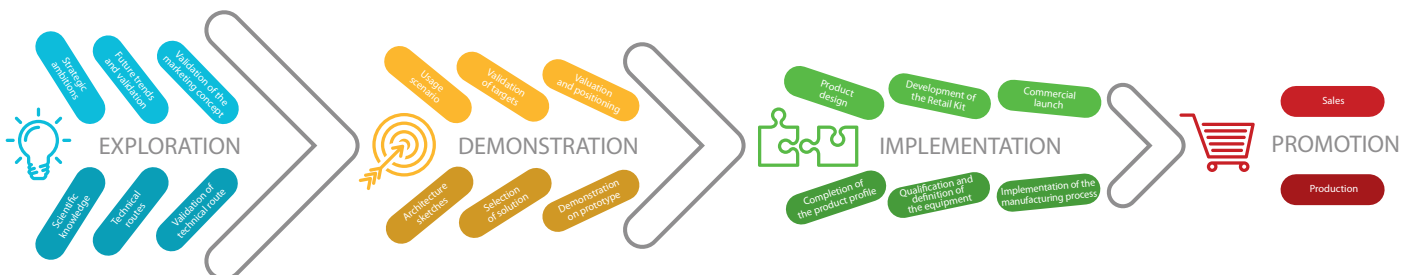 Strategic
ambitions
Future trends
and validation
Validation of the
marketing concept
EXPLORATION
Scientific
knowledge
Technical
routes
Validation of
technical route
Usage
scenario
Validation
of targets
Valuation
and positioning
DEMONSTRATION
Architecture
sketches
Selection
of solution
Demonstration
on prototype
Product
design
Development of
the Retail Kit
Commercial
launch
IMPLEMENTATION
Completion of
the product profile
Qualification and
definition of
the equipment
Implementation of the
manufacturing process
Sales
PROMOTION
Production